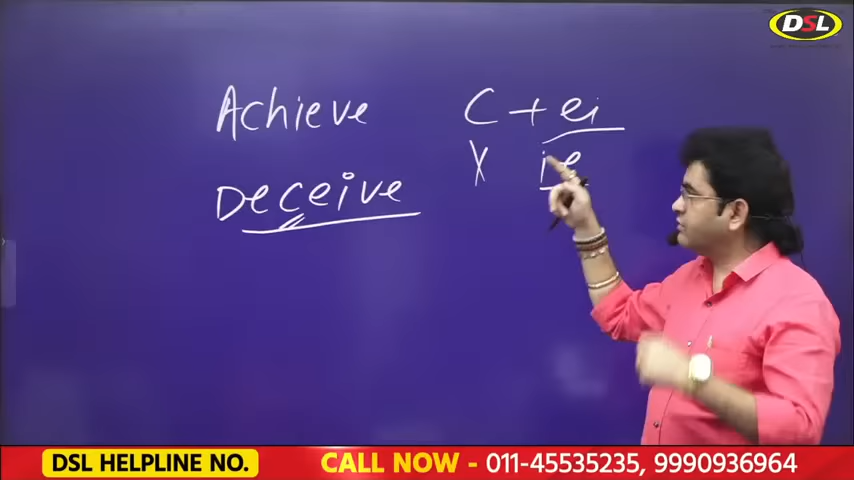 DSL
Achieve C + ei
X ie
Deceive
DSL HELPLINE NO. CALL NOW - 011-45535235, 9990936964